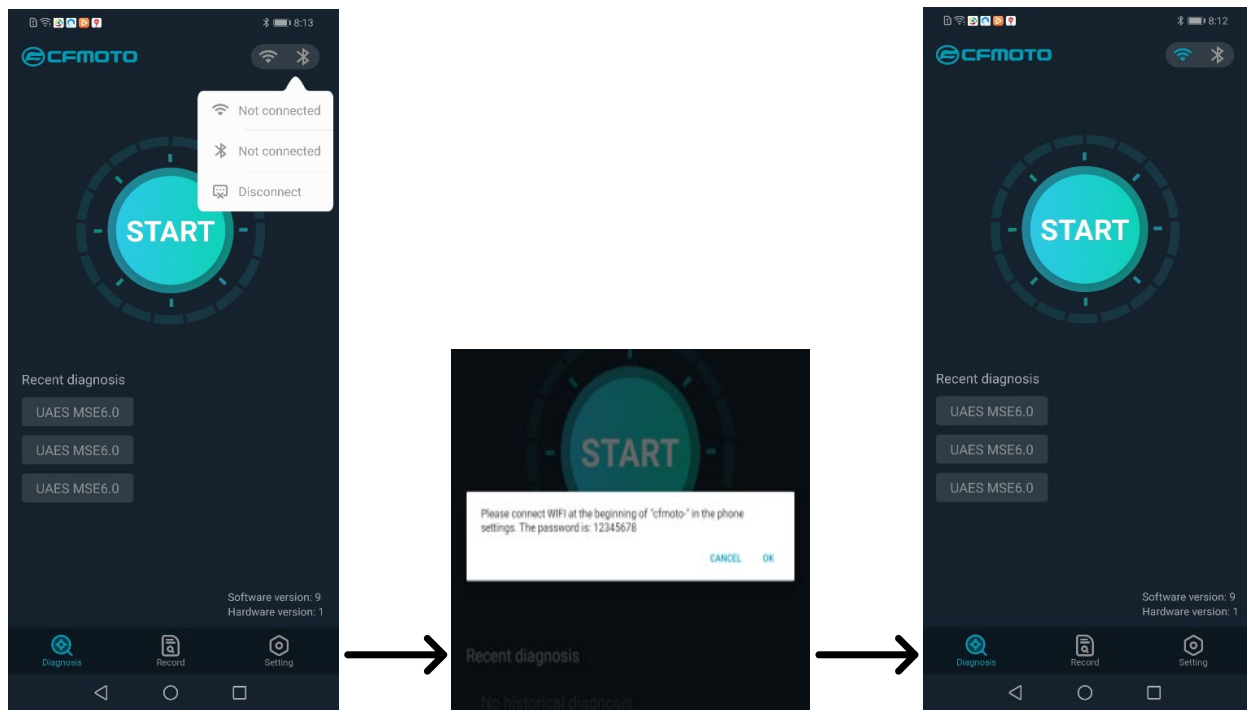 8:13
CFMOTO
Not connected
Not connected
Disconnect
START
Recent diagnosis
UAES MSE6.0
UAES MSE6.0
UAES MSE6.0
Software version: 9
Hardware version: 1
Diagnosis
Record
Setting
START
Please connect WIFI at the beginning of "cfmoto-" in the phone
settings. The password is: 12345678
CANCEL OK
Recent diagnosis
No historical diagnosis
8:12
CFMOTO
START
Recent diagnosis
UAES MSE6.0
UAES MSE6.0
UAES MSE6.0
Software version: 9
Hardware version: 1
Diagnosis
Record
Setting